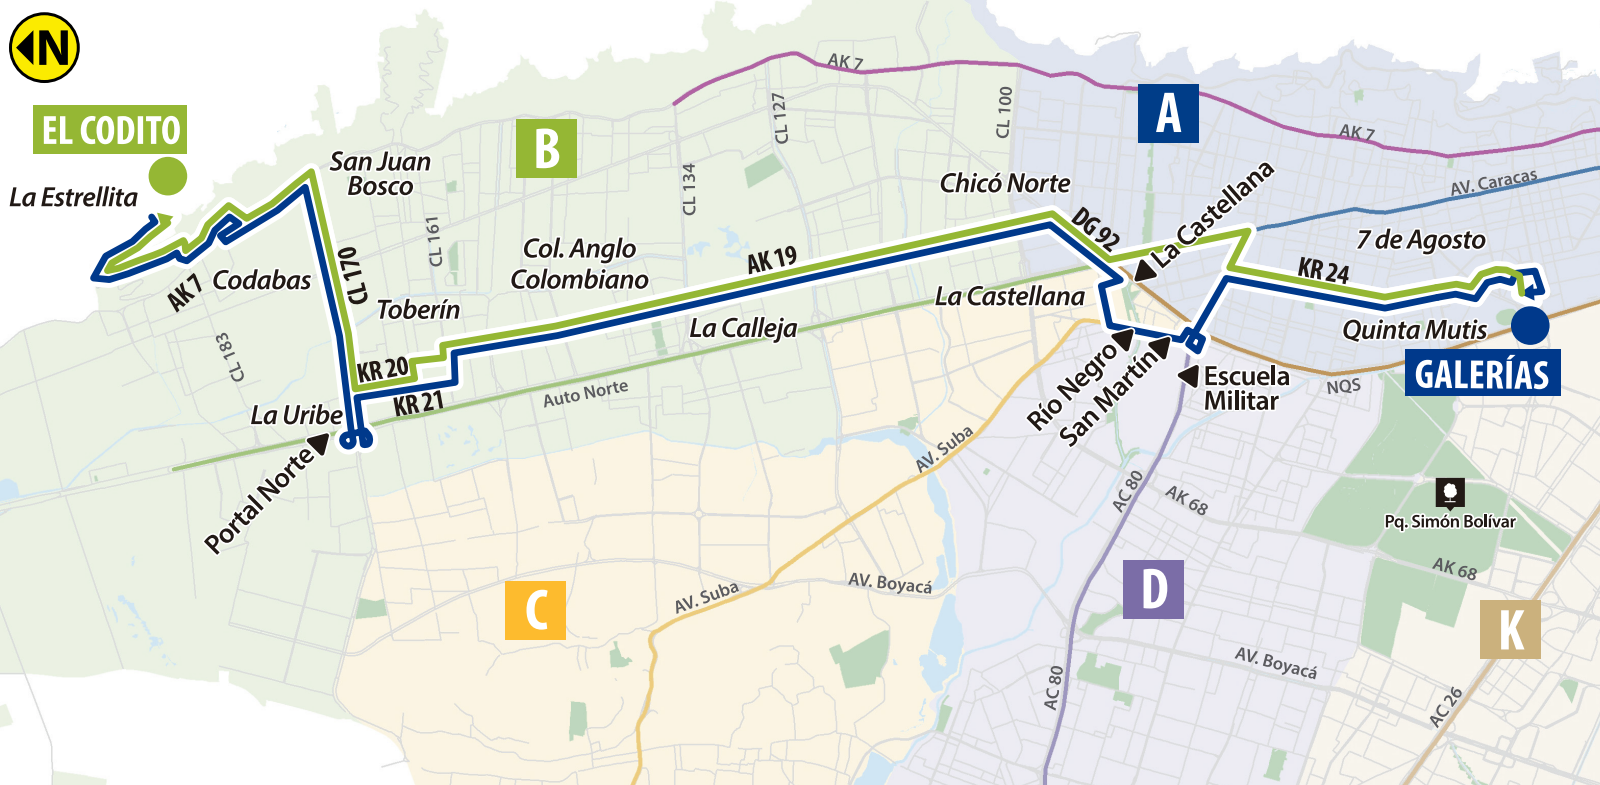 N
EL CODITO
La Estrellita
San Juan
Bosco
B
CL 134
CL 127
AK 7
CL 100
A
AK 7
AV. Caracas
Chicó Norte
DG 92
La Castellana
7 de Agosto
KR 24
Quinta Mutis
GALERÍAS
AK 7
Codabas
CL 170
CL 161
Toberín
Col. Anglo
Colombiano
AK 19
La Castellana
La Calleja
CL 183
KR 20
KR 21
Auto Norte
La Uribe
Portal Norte
Río Negro
San Martín
Escuela
Militar
NQS
AV. Suba
AC 80
AK 68
Pq. Simón Bolívar
AK 68
C
AV. Suba
AV. Boyacá
D
K
AV. Boyacá
AC 80
AC 26